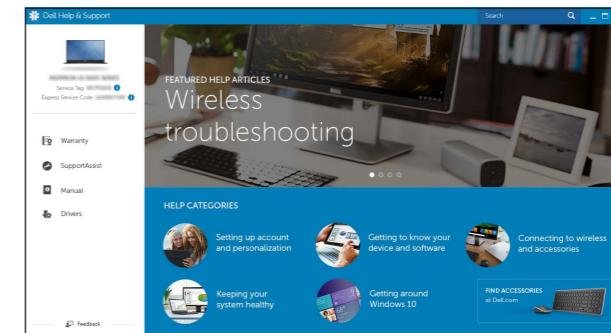 Dell Help & Support
Search
Service Tag:
Express Service Code:
Warranty
SupportAssist
Manual
Drivers
Feedback
FEATURED HELP ARTICLES
Wireless
troubleshooting
HELP CATEGORIES
Setting up account
and personalization
Getting to know your
device and software
Connecting to wireless
and accessories
Keeping your
system healthy
Getting around
Windows 10
FIND ACCESSORIES
at Dell.com